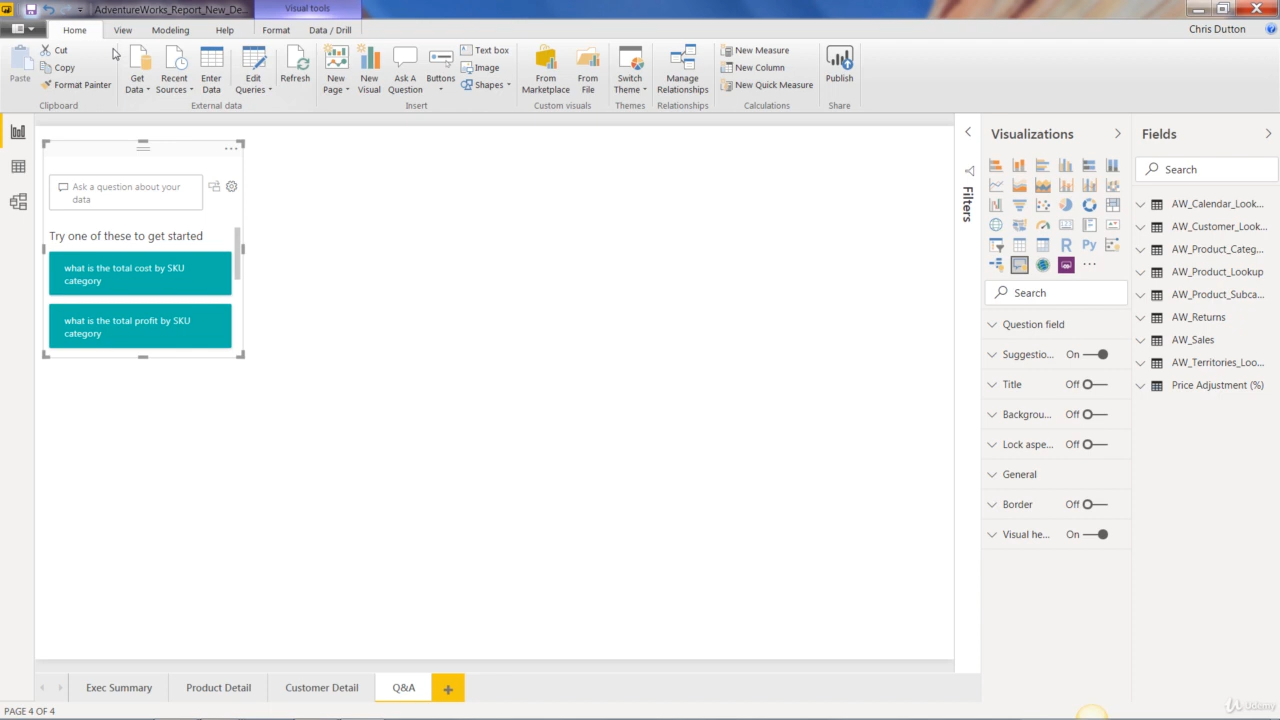 AdventureWorks_Report_New_De...
Visual tools
Home
View
Modeling
Help
Format
Data / Drill
Chris Dutton
Paste
Cut
Copy
Format Painter
Clipboard
Get
Data
Recent
Sources
Enter
Data
Edit
Queries
External data
Refresh
New
Page
New
Visual
Ask A
Question
Buttons
Text box
Image
Shapes
Insert
From
Marketplace
From
File
Custom visuals
Switch
Theme
Themes
Manage
Relationships
Relationships
New Measure
New Column
New Quick Measure
Calculations
Publish
Share
Ask a question about your
data
Try one of these to get started
what is the total cost by SKU
category
what is the total profit by SKU
category
Filters
Visualizations
R
Py
Search
Question field
Suggestio... On
Title Off
Backgrou... Off
Lock aspe... Off
General
Border Off
Visual he... On
Fields
Search
AW_Calendar_Look...
AW_Customer_Look...
AW_Product_Categ...
AW_Product_Lookup
AW_Product_Subca...
AW_Returns
AW_Sales
AW_Territories_Loo...
Price Adjustment (%)
Exec Summary
Product Detail
Customer Detail
Q&A
PAGE 4 OF 4
Udemy